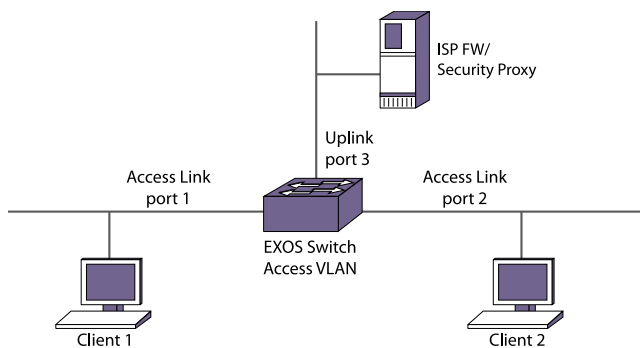 ISP FW/
Security Proxy
Uplink
port 3
Access Link
port 1
Access Link
port 2
EXOS Switch
Access VLAN
Client 1
Client 2